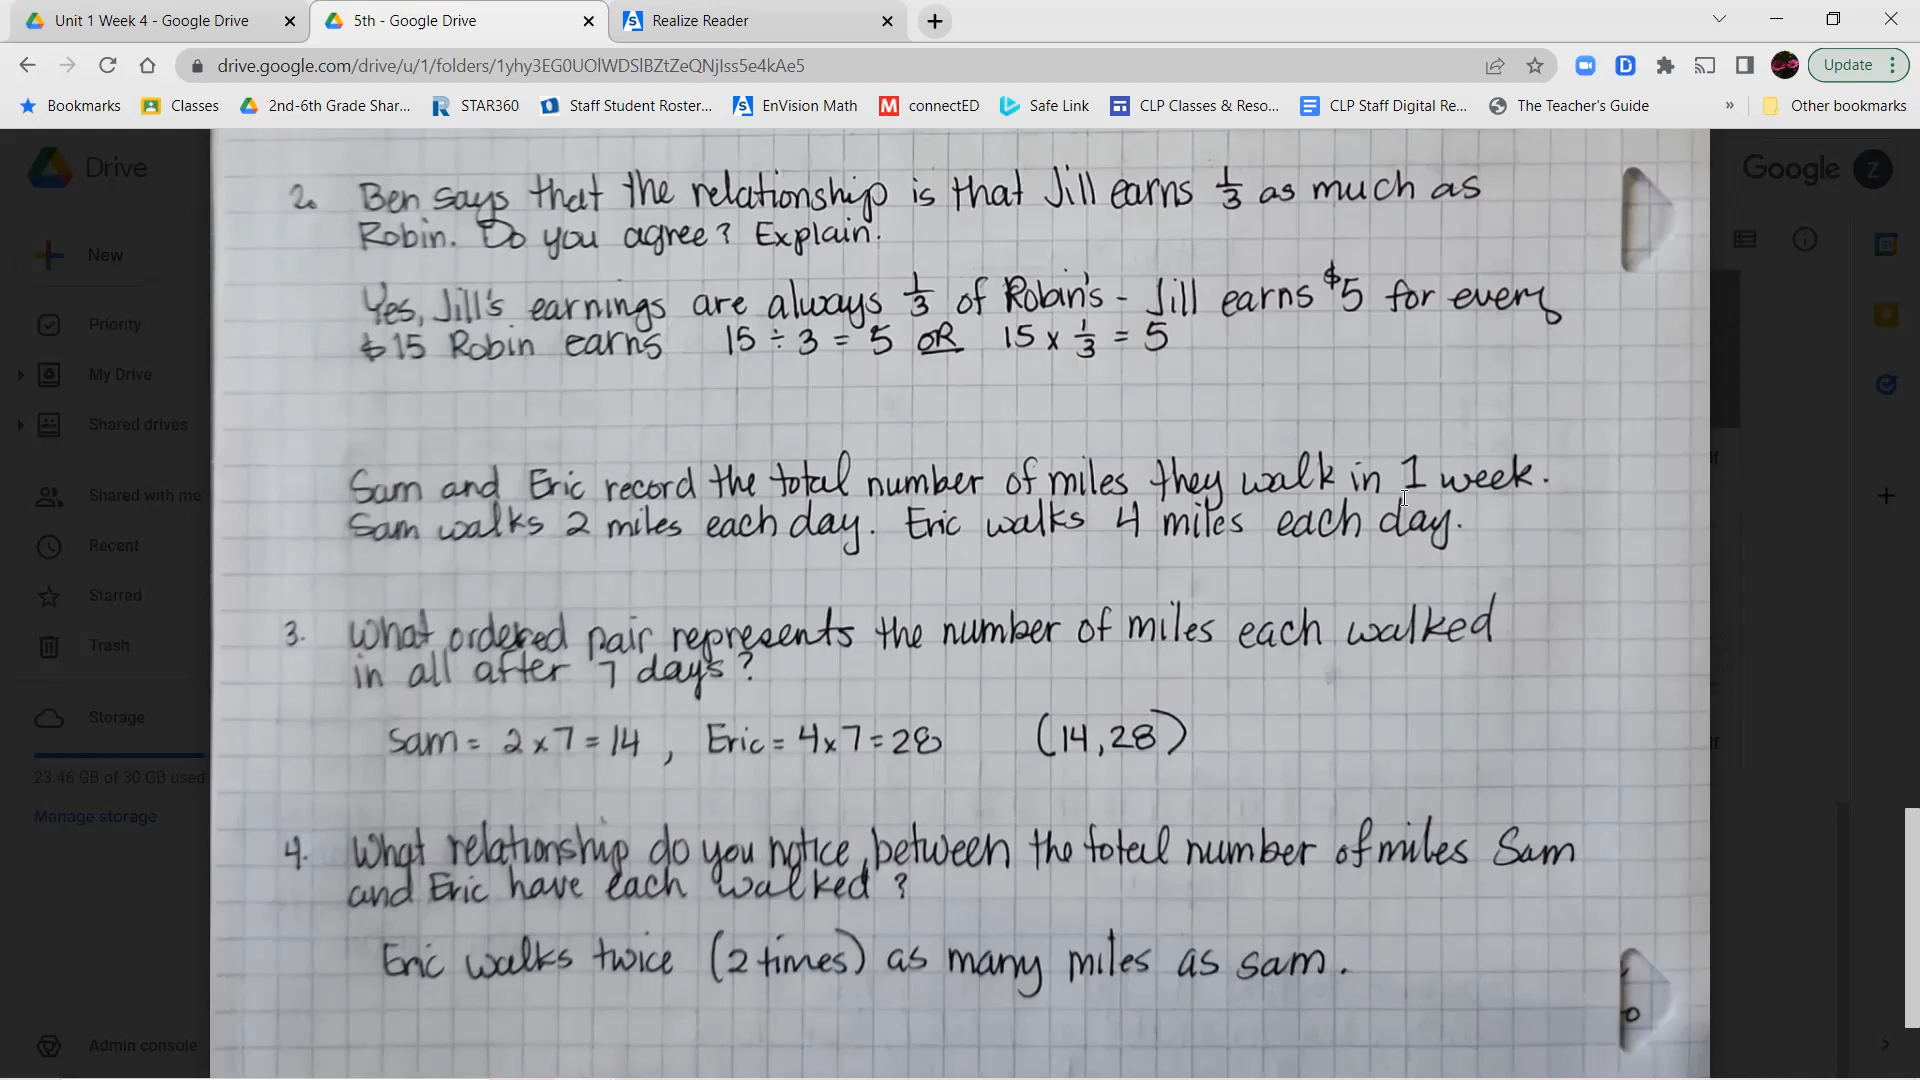 Unit 1 Week 4 - Google Drive
5th - Google Drive
Realize Reader
drive.google.com/drive/u/1/folders/1yhy3EG0UOlWDSlBZtZeQNjIss5e4kAe5
Update
Bookmarks
Classes
2nd-6th Grade Shar...
STAR360
Staff Student Roster...
EnVision Math
connectED
Safe Link
CLP Classes & Reso...
CLP Staff Digital Re...
The Teacher's Guide
»
Other bookmarks
Drive
Google
Z
New
Priority
My Drive
Shared drives
Shared with me
Recent
Starred
Trash
Storage
23.46 GB of 30 GB used
Manage storage
Admin console
2. Ben says that the relationship is that Jill earns 1/3 as much as
Robin. Do you agree? Explain.
Yes, Jill's earnings are always 1/3 of Robin's - Jill earns $5 for every
$15 Robin earns 15 ÷ 3 = 5 OR 15 x 1/3 = 5
Sam and Eric record the total number of miles they walk in 1 week.
Sam walks 2 miles each day. Eric walks 4 miles each day.
3. What ordered pair represents the number of miles each walked
in all after 7 days?
Sam = 2 x 7 = 14 , Eric = 4 x 7 = 28 (14, 28)
4. What relationship do you notice between the total number of miles Sam
and Eric have each walked?
Eric walks twice (2 times) as many miles as Sam.